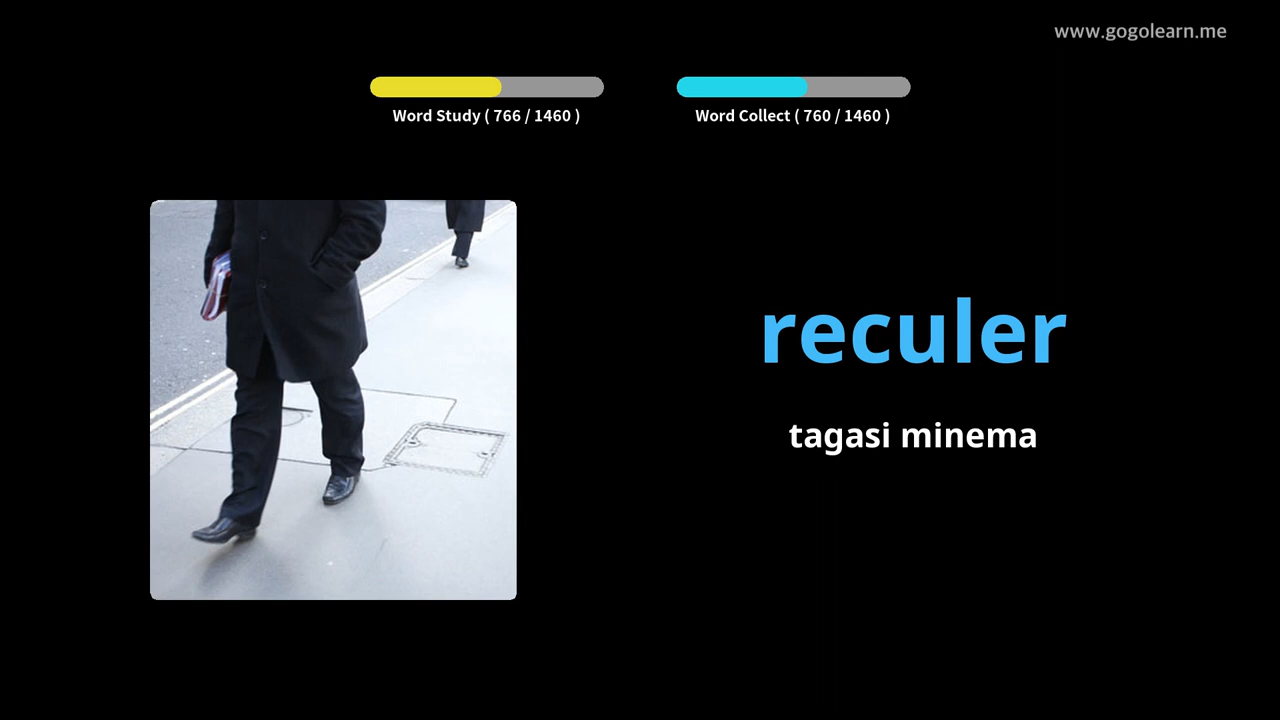 www.gogolearn.me
Word Study ( 766 / 1460 )
Word Collect ( 760 / 1460 )
reculer
tagasi minema